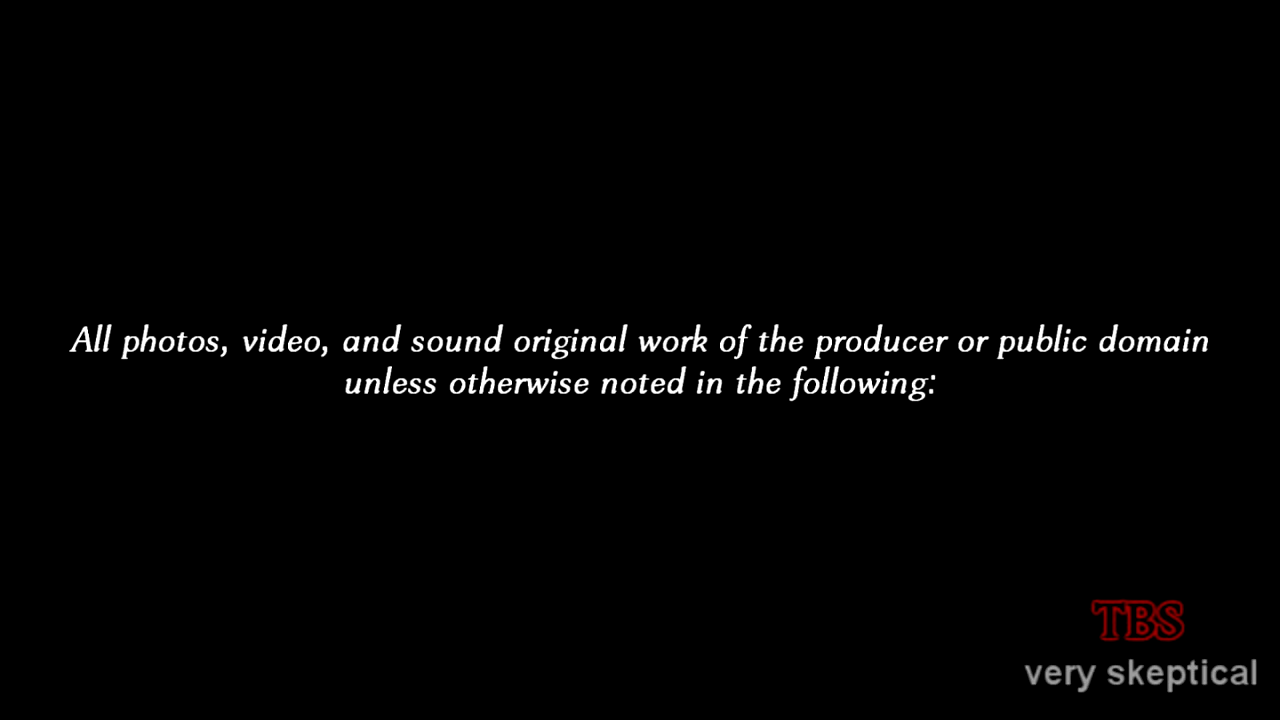 All photos, video, and sound original work of the producer or public domain
unless otherwise noted in the following:
TBS
very skeptical